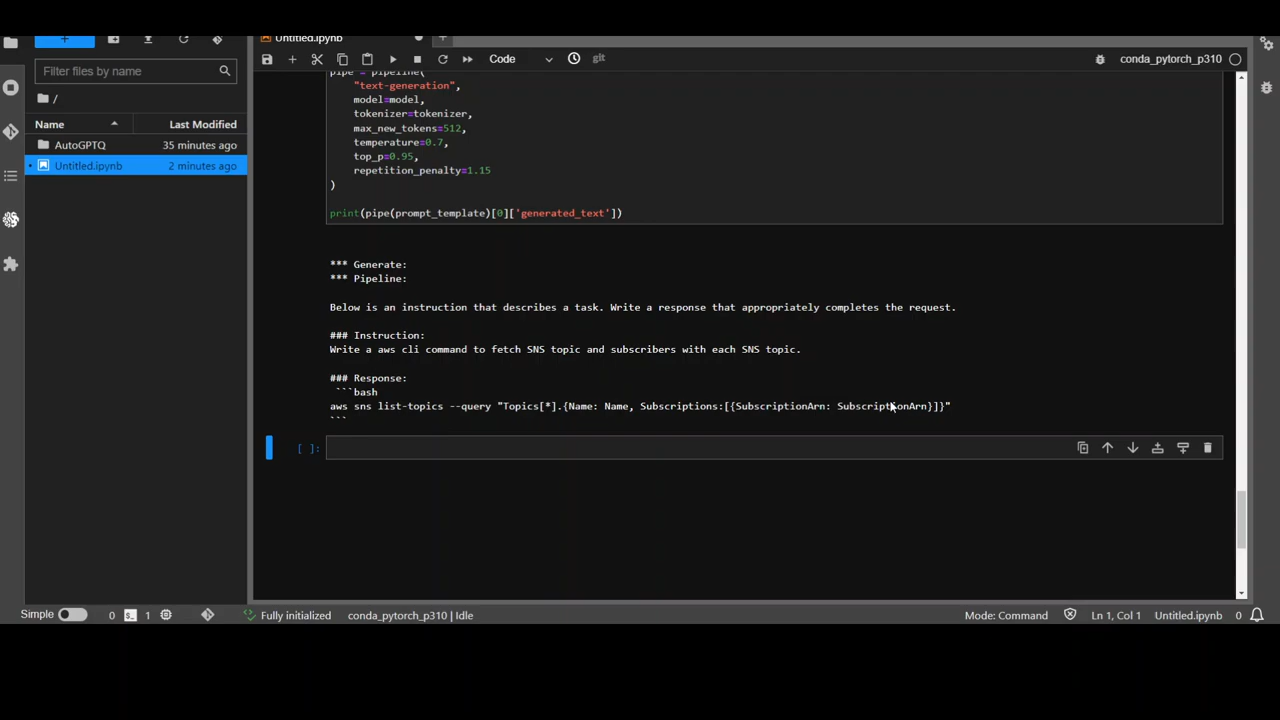 Untitled.ipynb
Filter files by name
Code
git
conda_pytorch_p310
/
Name
Last Modified
AutoGPTQ
35 minutes ago
Untitled.ipynb
2 minutes ago
pipe = pipeline(
"text-generation",
model=model,
tokenizer=tokenizer,
max_new_tokens=512,
temperature=0.7,
top_p=0.95,
repetition_penalty=1.15
)
print(pipe(prompt_template)[0]['generated_text'])
*** Generate:
*** Pipeline:
Below is an instruction that describes a task. Write a response that appropriately completes the request.
### Instruction:
Write a aws cli command to fetch SNS topic and subscribers with each SNS topic.
### Response:
```bash
aws sns list-topics --query "Topics[*].{Name: Name, Subscriptions:[{SubscriptionArn: SubscriptionArn}]}"
```
[ ]:
Simple
0
1
Fully initialized
conda_pytorch_p310 | Idle
Mode: Command
Ln 1, Col 1
Untitled.ipynb
0